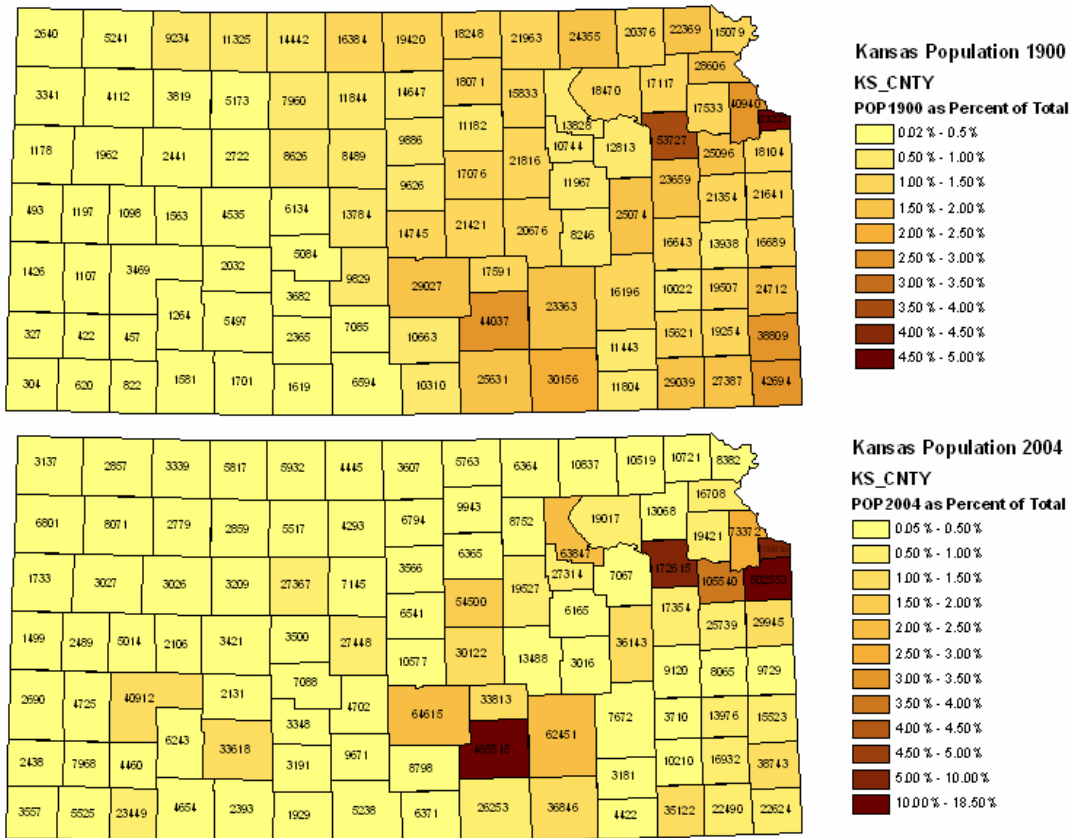 2640 5241 9234 11325 14442 16384 19420 18248 21963 24355 20376 22369 15079
3341 4112 3819 5173 7960 11844 14647 18071 15833 18470 17117 28606 17533 40940
1178 1962 2441 2722 8626 8489 9886 11182 13828 10744 12813 53727 25096 18104
9626 17076 21816 11967 23659 21354 21641
493 1197 1098 1563 4535 6134 13784 14745 21421 20676 8246 25074 16643 13938 16689
1426 1107 3469 2032 5084 9829 29027 17591 23363 16196 10022 19507 24712
3682 44037
327 422 457 1264 5497 2365 7085 10663 11443 15621 19254 38809
304 620 822 1581 1701 1619 6594 10310 25631 30156 11804 29039 27387 42694
Kansas Population 1900
KS_CNTY
POP1900 as Percent of Total
0.02 % - 0.5 %
0.50 % - 1.00 %
1.00 % - 1.50 %
1.50 % - 2.00 %
2.00 % - 2.50 %
2.50 % - 3.00 %
3.00 % - 3.50 %
3.50 % - 4.00 %
4.00 % - 4.50 %
4.50 % - 5.00 %
3137 2857 3339 5817 5932 4445 3607 5763 6364 10837 10519 10721 8382
6801 8071 2779 2859 5517 4293 6794 9943 8752 19017 13068 16708 19421 73372
1733 3027 3026 3209 27367 7145 3566 6365 63847 27314 7067 172615 105540 502553
6541 54500 19527 6165 17354 25739 29945
1499 2489 5014 2106 3421 3500 27448 10577 30122 13488 3016 36143 9120 8065 9729
2690 4725 40912 2131 7088 4702 64615 33813 62451 7672 3710 13976 15523
3348 465515
2438 7968 4460 6243 33618 3191 9671 8798 3181 10210 16932 38743
3557 5525 23449 4654 2393 1929 5238 6371 26253 36846 4422 35122 22490 22624
Kansas Population 2004
KS_CNTY
POP2004 as Percent of Total
0.05 % - 0.50 %
0.50 % - 1.00 %
1.00 % - 1.50 %
1.50 % - 2.00 %
2.00 % - 2.50 %
2.50 % - 3.00 %
3.00 % - 3.50 %
3.50 % - 4.00 %
4.00 % - 4.50 %
4.50 % - 5.00 %
5.00 % - 10.00 %
10.00 % - 18.50 %